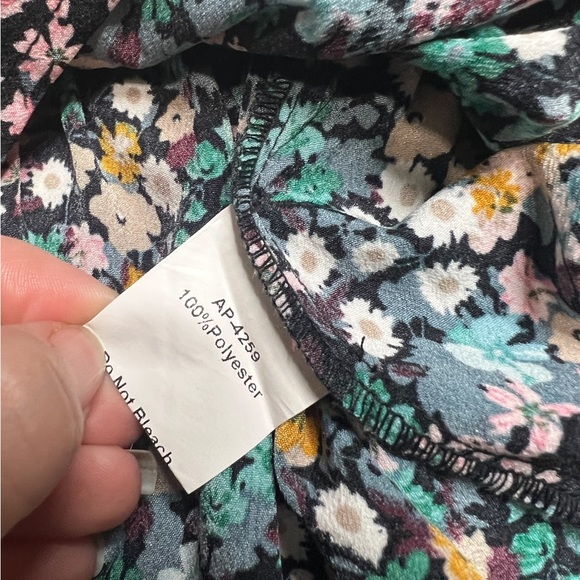 AP-4259
100%Polyester
Do Not Bleach